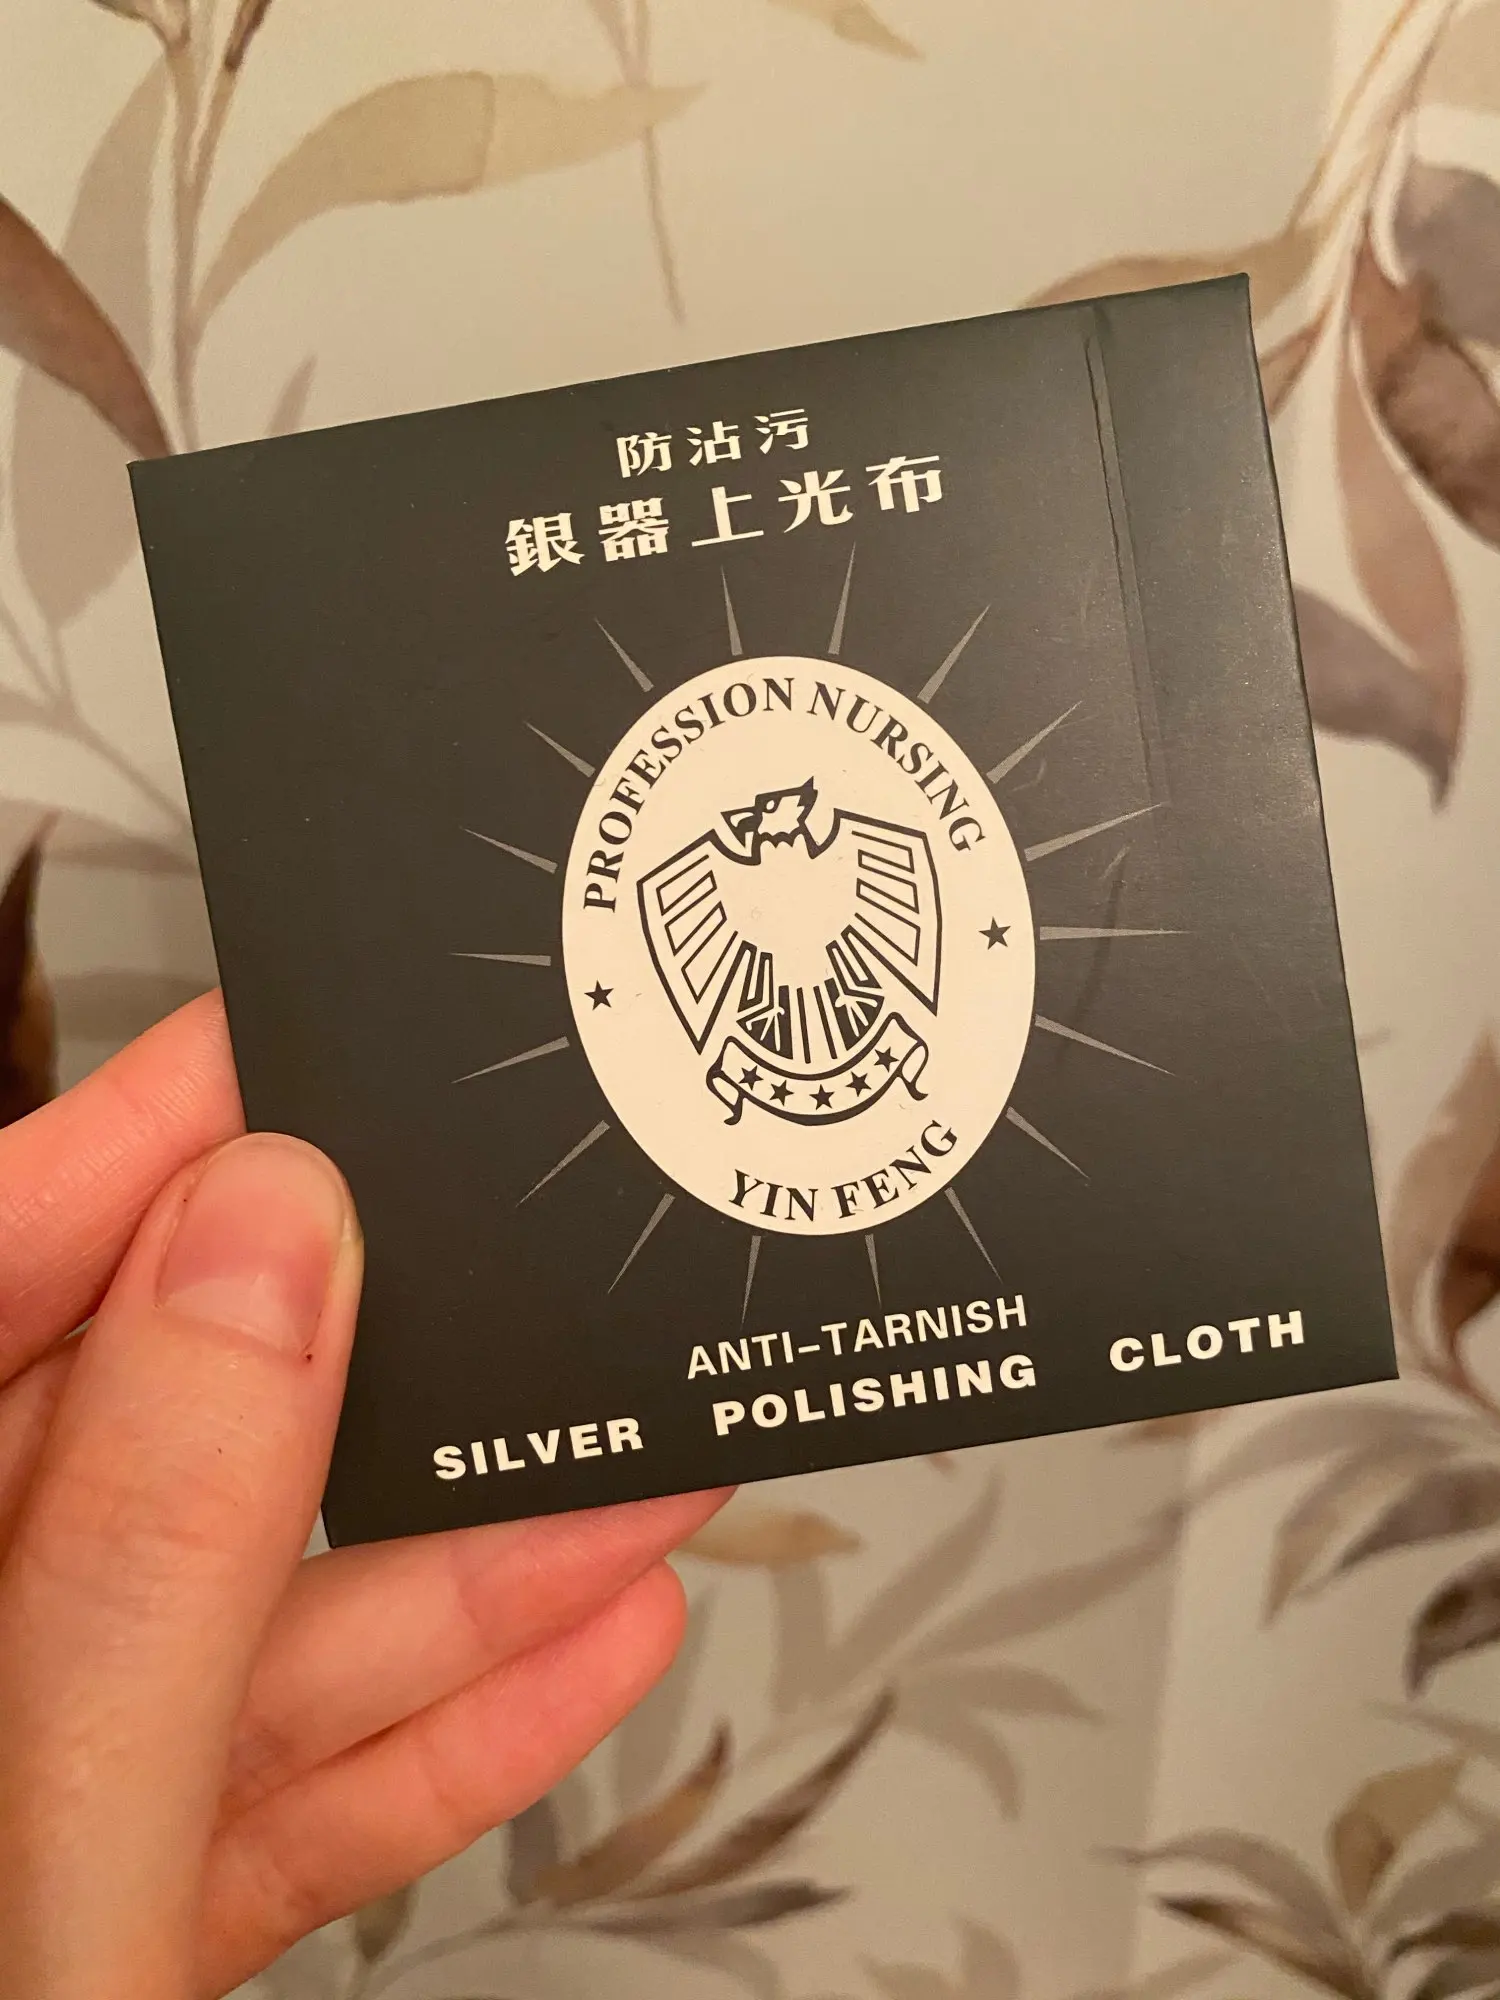 防沾污
銀器上光布
PROFESSION NURSING
YIN FENG
ANTI-TARNISH
SILVER POLISHING CLOTH